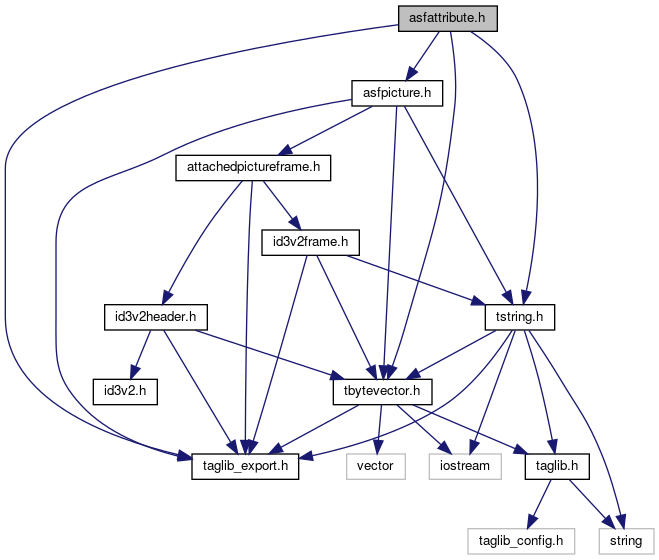 asfattribute.h
asfpicture.h
attachedpictureframe.h
id3v2frame.h
id3v2header.h
tstring.h
id3v2.h
tbytevector.h
taglib_export.h
vector
iostream
taglib.h
taglib_config.h
string